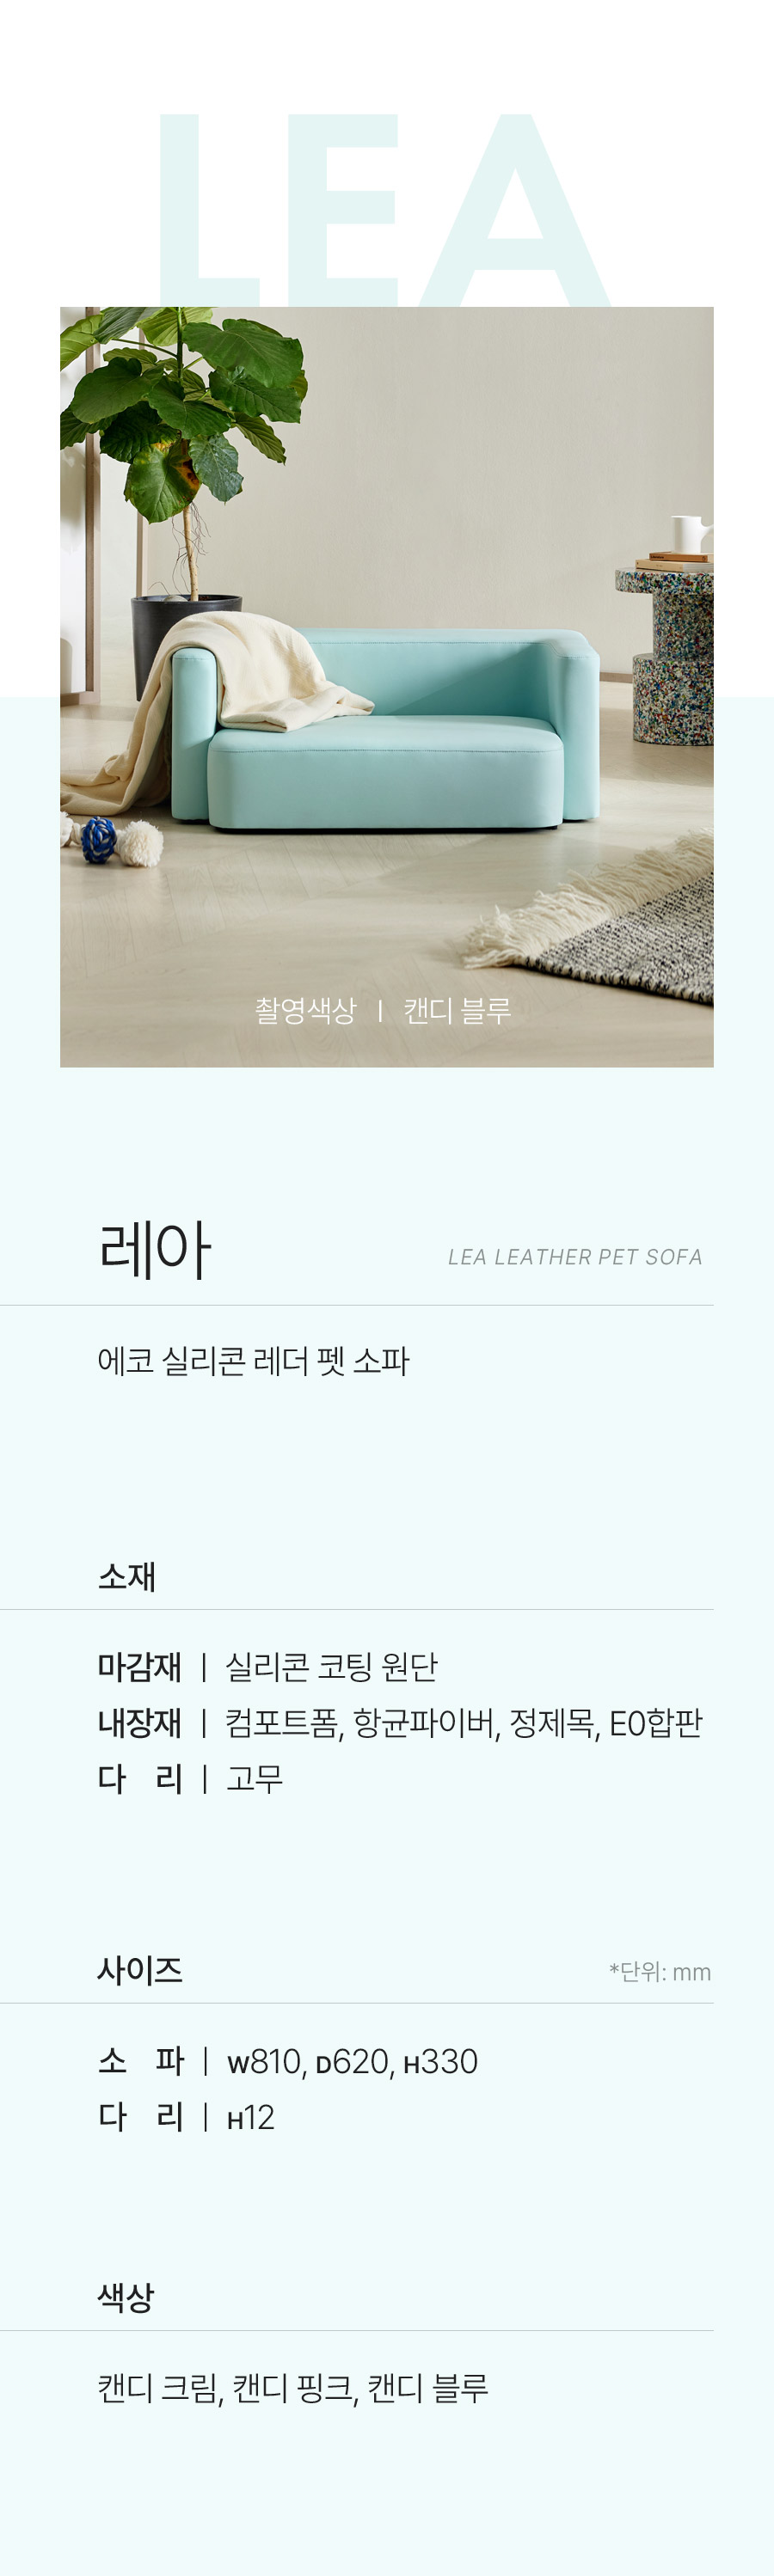 LEA
촬영색상 | 캔디 블루
레아
LEA LEATHER PET SOFA
에코 실리콘 레더 펫 소파
소재
마감재 | 실리콘 코팅 원단
내장재 | 컴포트폼, 항균파이버, 정제목, E0합판
다 리 | 고무
사이즈
*단위: mm
소 파 | W810, D620, H330
다 리 | H12
색상
캔디 크림, 캔디 핑크, 캔디 블루